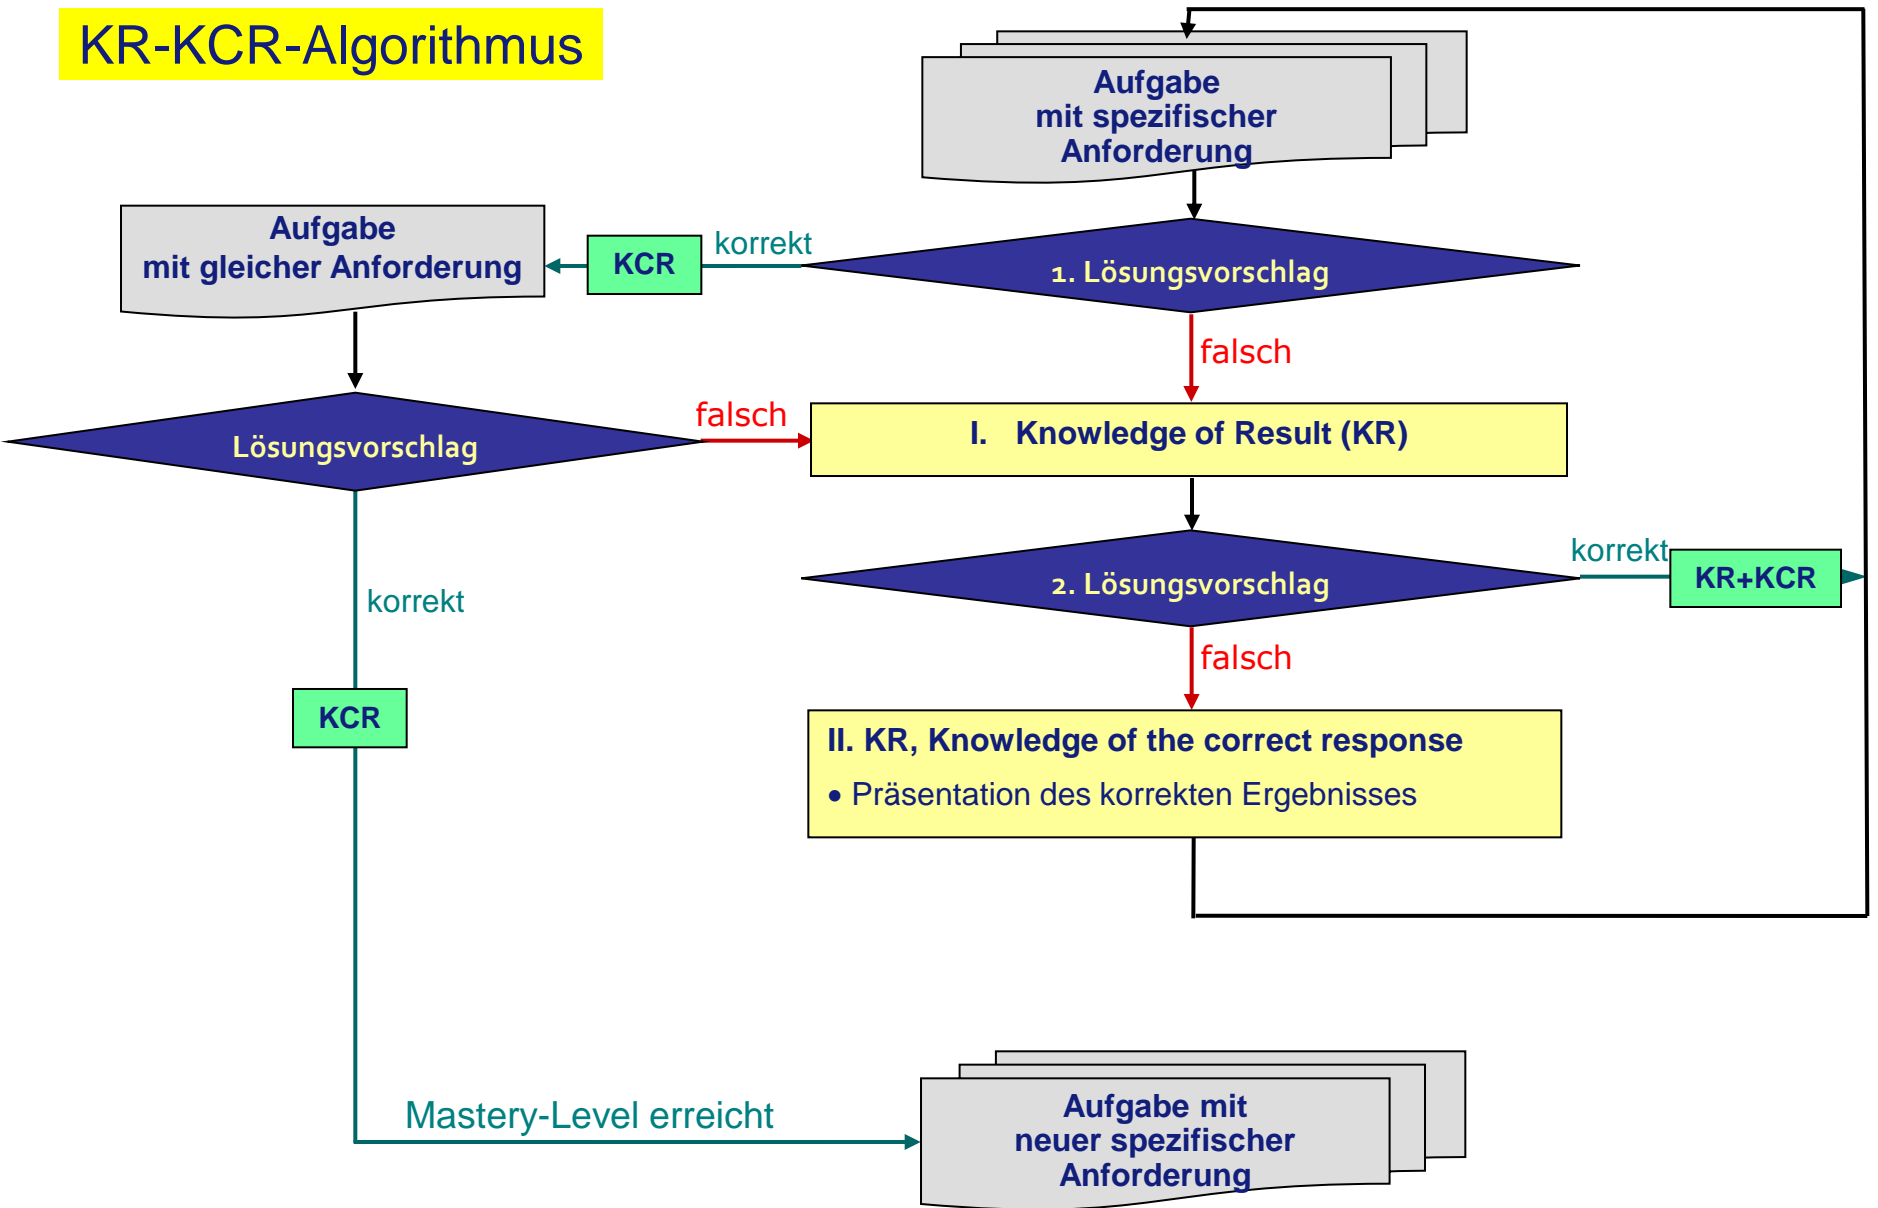 KR-KCR-Algorithmus
Aufgabe
mit spezifischer
Anforderung
Aufgabe
mit gleicher Anforderung
KCR
korrekt
1. Lösungsvorschlag
falsch
Lösungsvorschlag
falsch
I. Knowledge of Result (KR)
korrekt
2. Lösungsvorschlag
korrekt
KR+KCR
falsch
KCR
II. KR, Knowledge of the correct response
• Präsentation des korrekten Ergebnisses
Mastery-Level erreicht
Aufgabe mit
neuer spezifischer
Anforderung